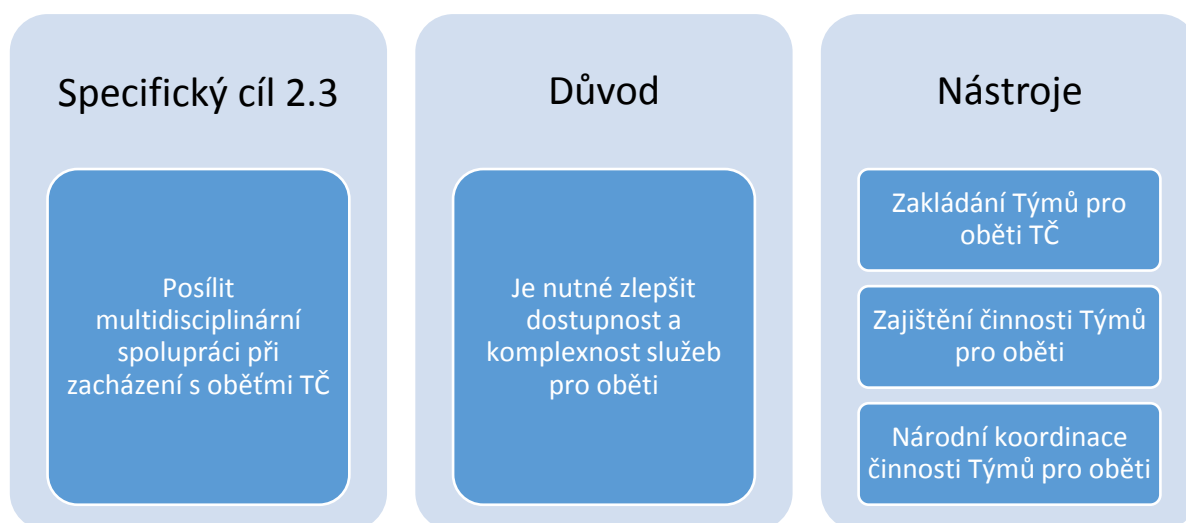 Specifický cíl 2.3
Posílit
multidisciplinární
spolupráci při
zacházení s oběťmi TČ
Důvod
Je nutné zlepšit
dostupnost a
komplexnost služeb
pro oběti
Nástroje
Zakládání Týmů pro
oběti TČ
Zajištění činnosti Týmů
pro oběti
Národní koordinace
činnosti Týmů pro oběti